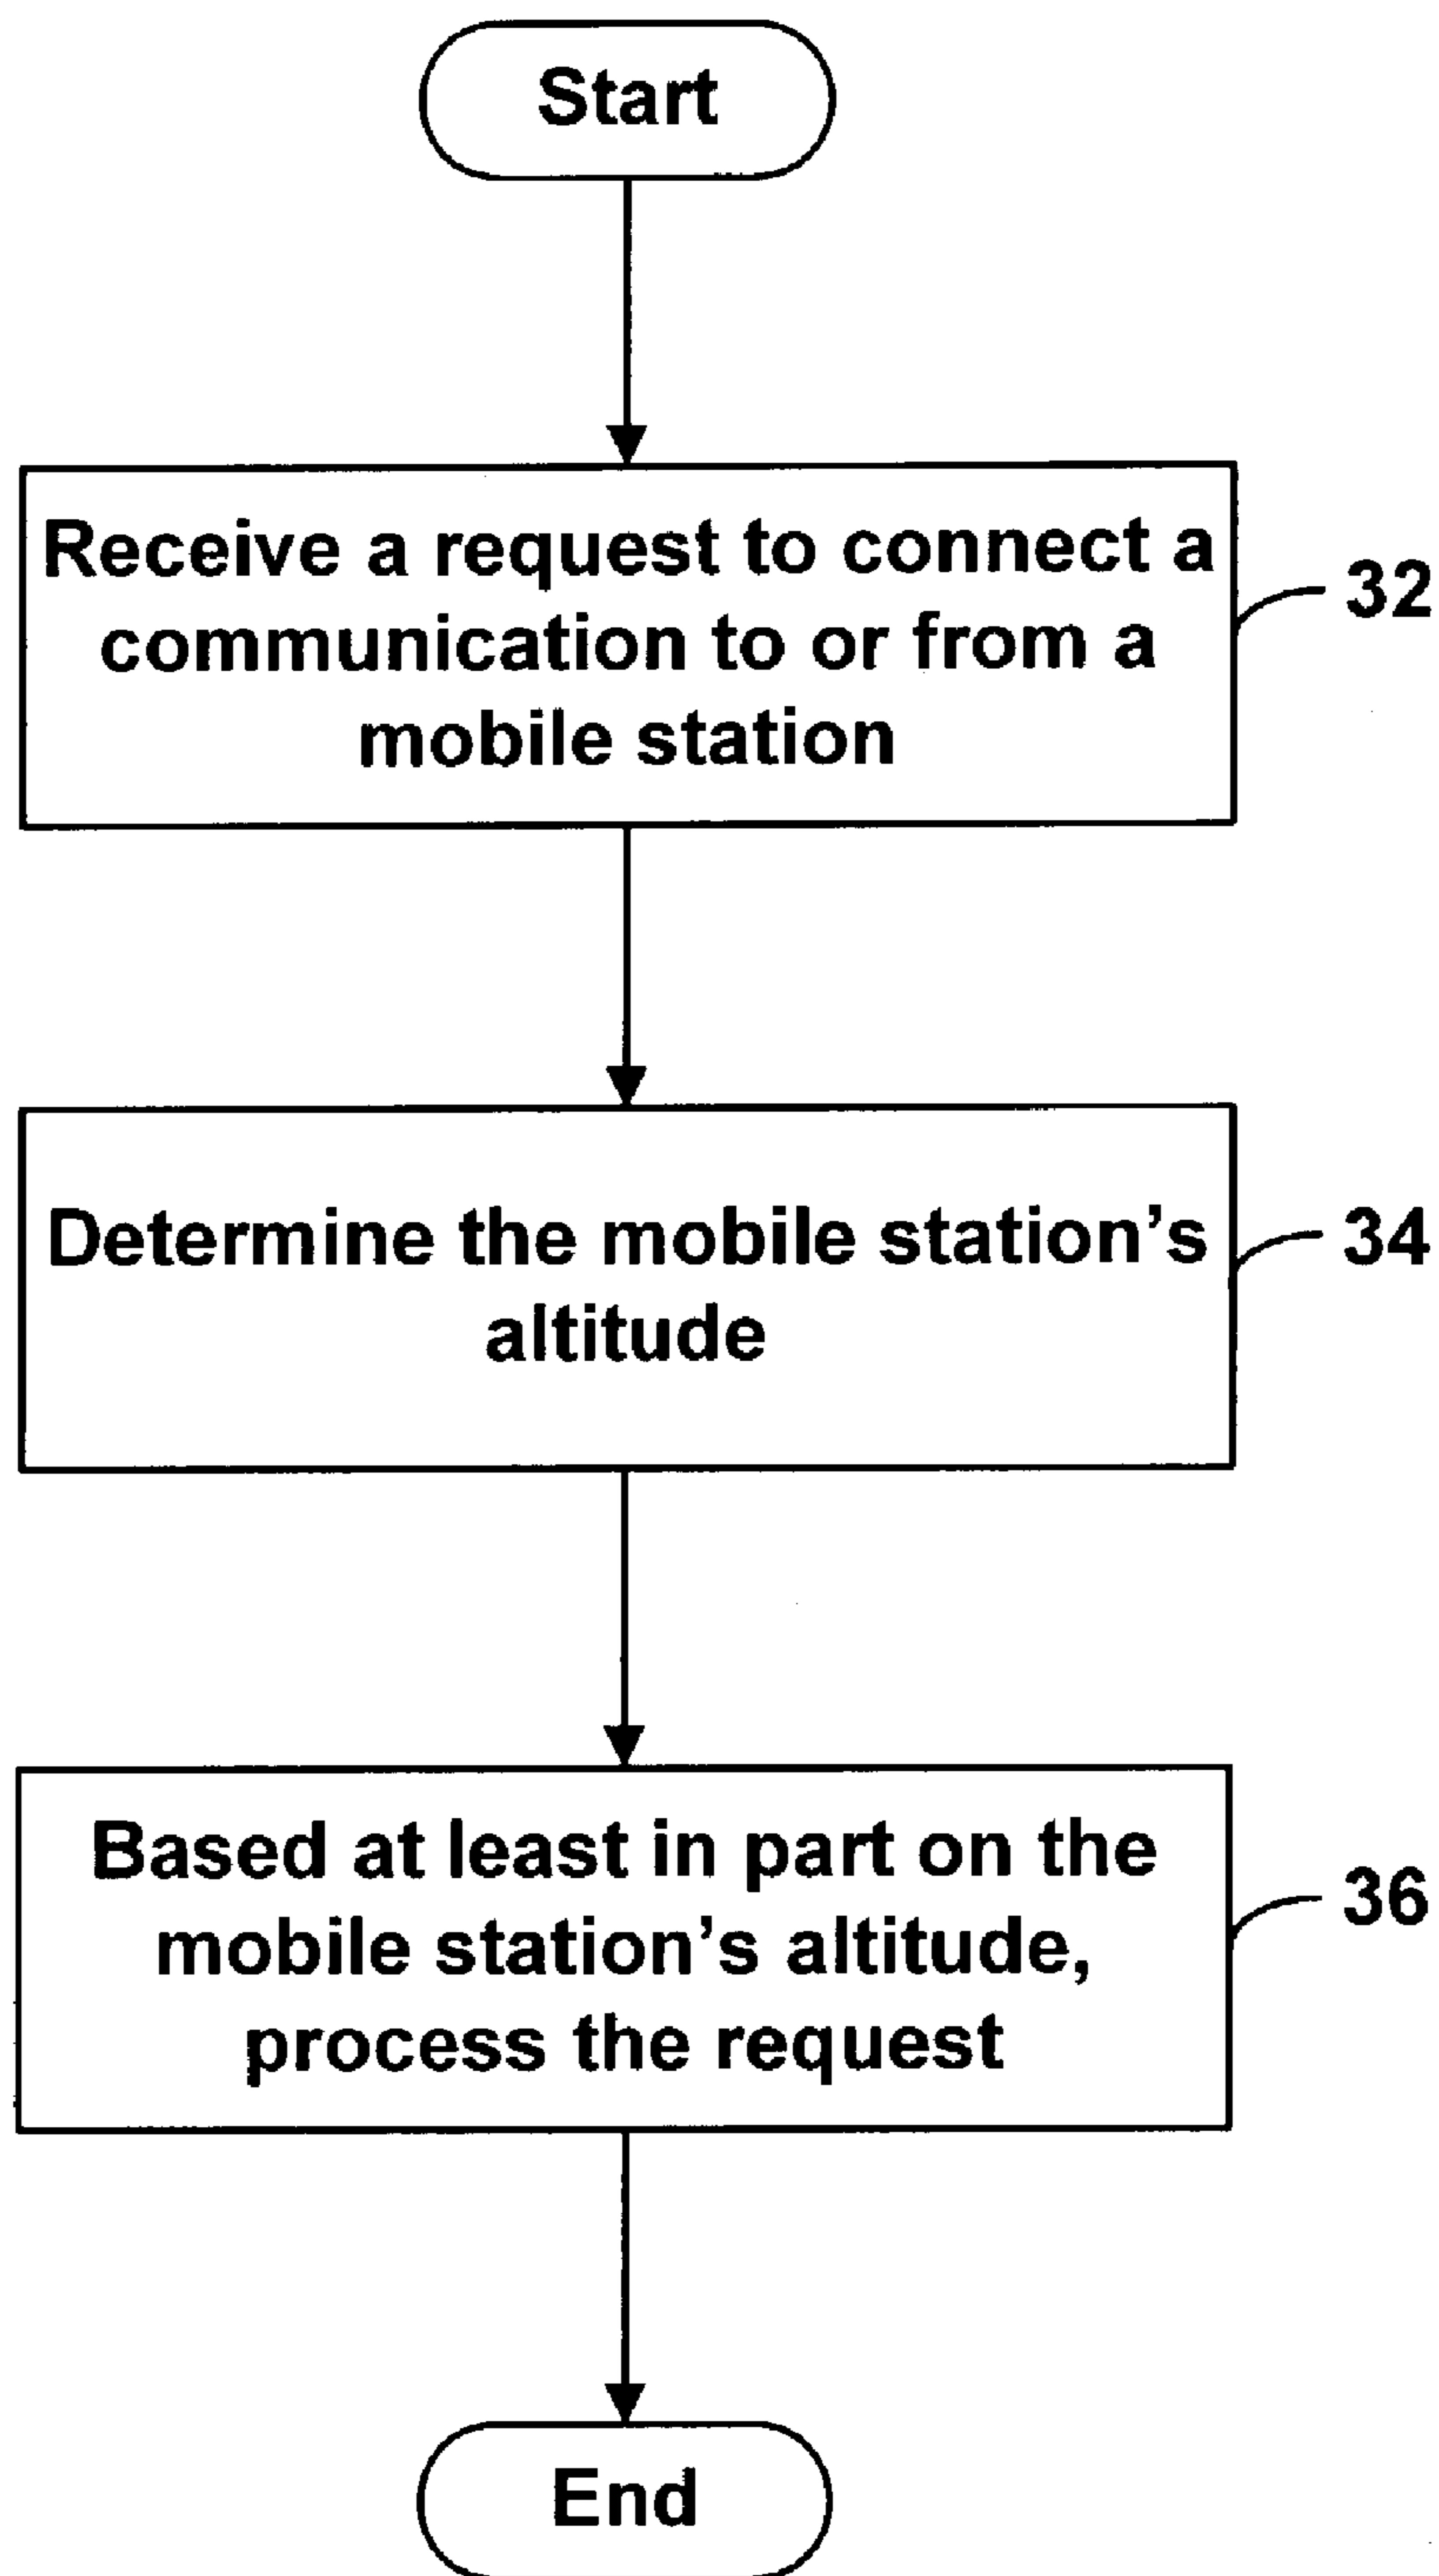 Start
Receive a request to connect a
communication to or from a
mobile station
32
Determine the mobile station’s
altitude
34
Based at least in part on the
mobile station’s altitude,
process the request
36
End